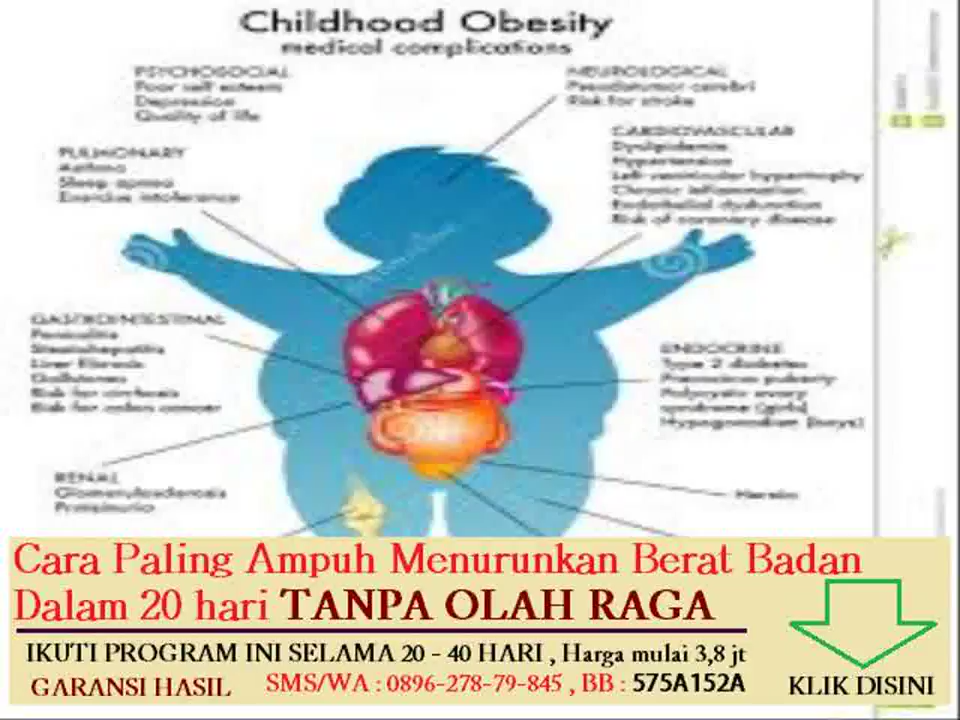 Childhood Obesity
medical complications
PSYCHOSOCIAL
Poor self esteem
Depression
Quality of life
NEUROLOGICAL
Pseudotumor cerebri
Risk for stroke
CARDIOVASCULAR
Dyslipidemia
Hypertension
Left ventricular hypertrophy
Chronic inflammation
Endothelial dysfunction
Risk of coronary disease
PULMONARY
Asthma
Sleep apnea
Exercise intolerance
GASTROINTESTINAL
Steatohepatitis
Liver fibrosis
Gallstones
Risk for cirrhosis
Risk for colon cancer
ENDOCRINE
Type 2 diabetes
Precocious puberty
Polycystic ovary
syndrome (girls)
Hypogonadism (boys)
RENAL
Glomerulosclerosis
Proteinuria
Hernia
Cara Paling Ampuh Menurunkan Berat Badan
Dalam 20 hari TANPA OLAH RAGA
IKUTI PROGRAM INI SELAMA 20 - 40 HARI , Harga mulai 3,8 jt
GARANSI HASIL SMS/WA : 0896-278-79-845 , BB : 575A152A
KLIK DISINI